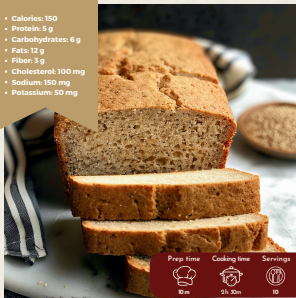 • Calories: 150
• Protein: 5 g
• Carbohydrates: 6 g
• Fats: 12 g
• Fiber: 3 g
• Cholesterol: 100 mg
• Sodium: 150 mg
• Potassium: 50 mg
Prep time Cooking time Servings
10 m 2h 30m 10